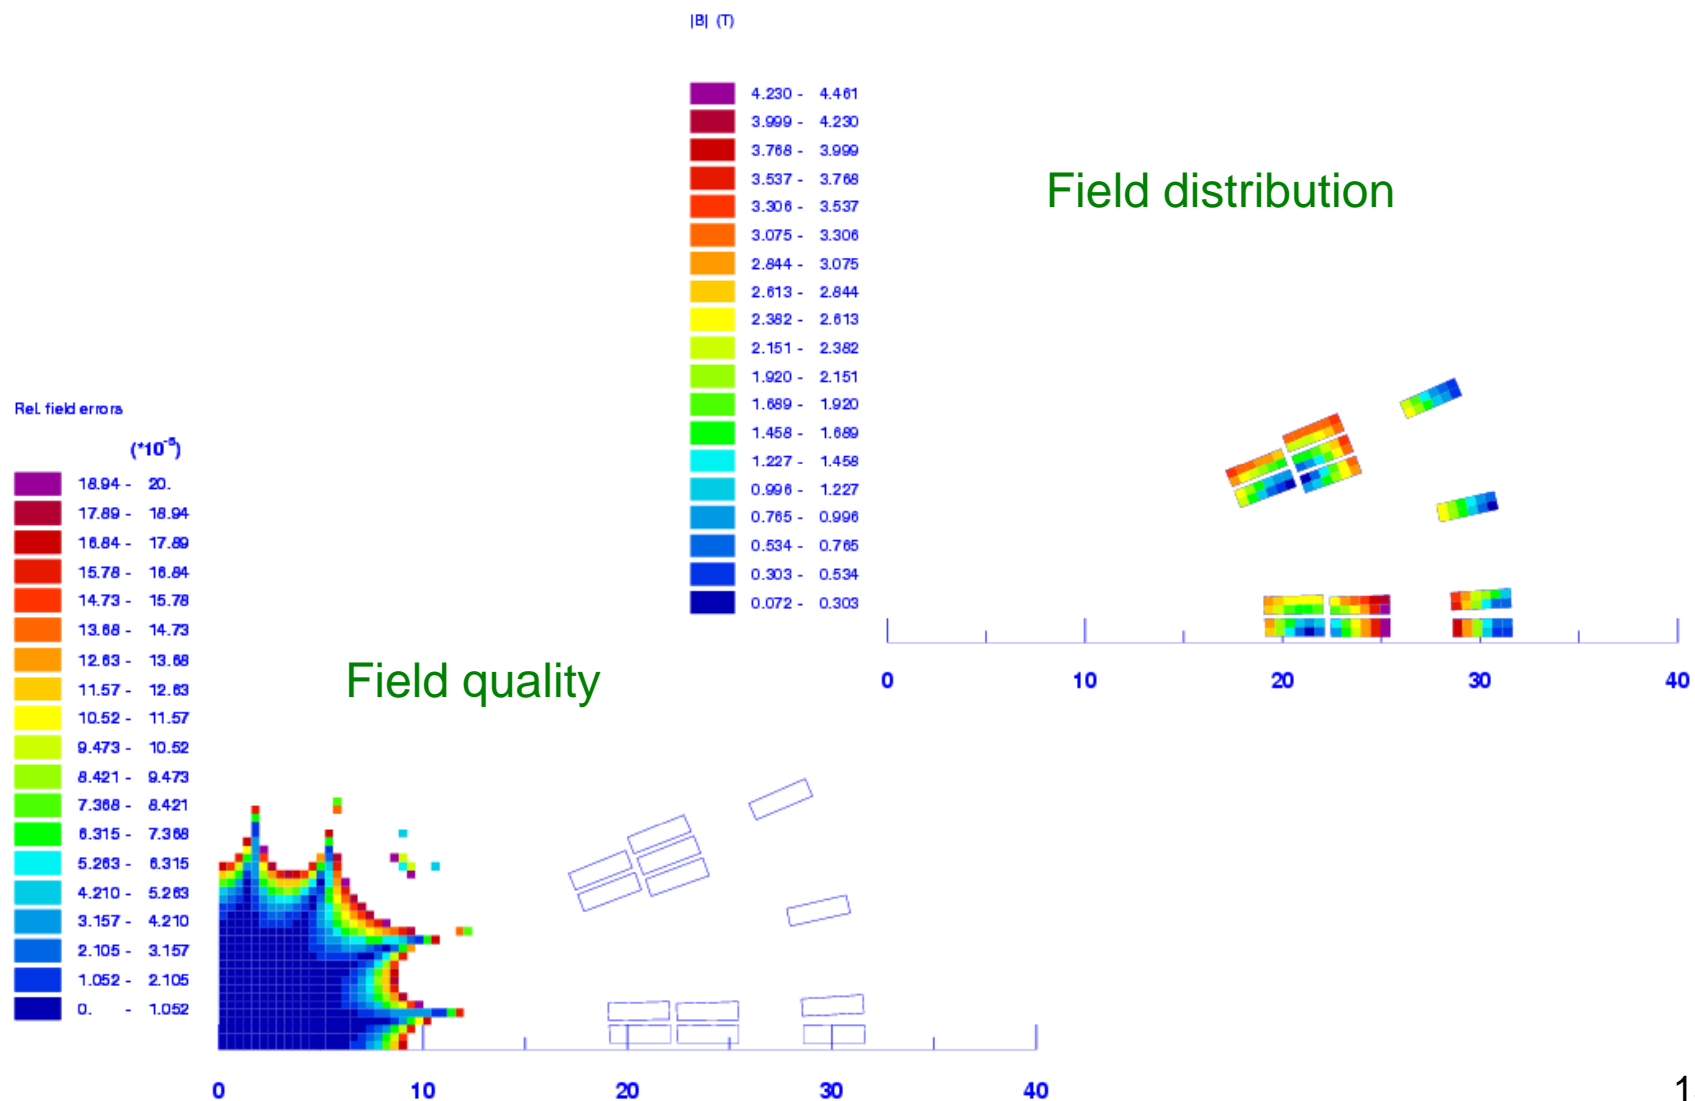 |B| (T)
4.230 - 4.461
3.999 - 4.230
3.768 - 3.999
3.537 - 3.768
3.306 - 3.537
3.075 - 3.306
2.844 - 3.075
2.613 - 2.844
2.382 - 2.613
2.151 - 2.382
1.920 - 2.151
1.689 - 1.920
1.458 - 1.689
1.227 - 1.458
0.996 - 1.227
0.765 - 0.996
0.534 - 0.765
0.303 - 0.534
0.072 - 0.303
Field distribution
0 10 20 30 40
Rel. field errors
(*10⁻⁵)
18.94 - 20.
17.89 - 18.94
16.84 - 17.89
15.78 - 16.84
14.73 - 15.78
13.68 - 14.73
12.63 - 13.68
11.57 - 12.63
10.52 - 11.57
9.473 - 10.52
8.421 - 9.473
7.368 - 8.421
6.315 - 7.368
5.263 - 6.315
4.210 - 5.263
3.157 - 4.210
2.105 - 3.157
1.052 - 2.105
0. - 1.052
Field quality
0 10 20 30 40
1